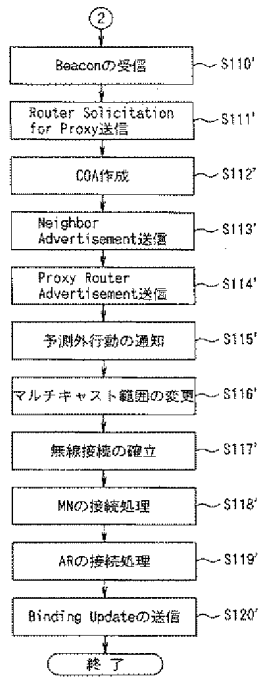 2
Beaconの受信
S110'
Router Solicitation
for Proxy送信
S111'
COA作成
S112'
Neighbor
Advertisement送信
S113'
Proxy Router
Advertisement送信
S114'
予測外行動の通知
S115'
マルチキャスト範囲の変更
S116'
無線接続の確立
S117'
MNの接続処理
S118'
ARの接続処理
S119'
Binding Updateの送信
S120'
終了